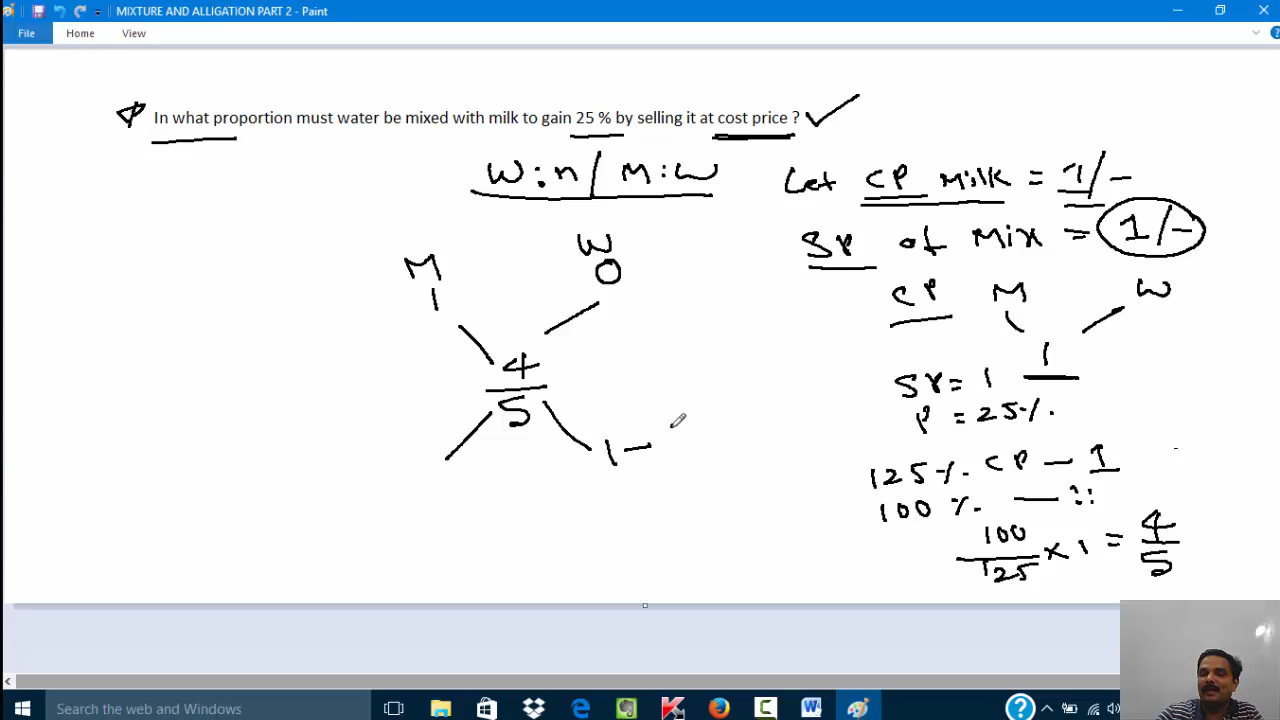 MIXTURE AND ALLIGATION PART 2 - Paint
File Home View
In what proportion must water be mixed with milk to gain 25 % by selling it at cost price ?
W : M / M : W
Let CP Milk = 1/-
SP of Mix = 1/-
M W
1 0
4/5
1 -
CP M W
1
SP = 1
P = 25%.
125 %. CP — 1
100 %. — ::
100/125 × 1 = 4/5
Search the web and Windows